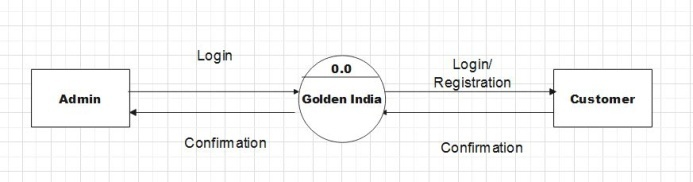 Login
0.0
Login/
Registration
Admin
Golden India
Customer
Confirmation
Confirmation